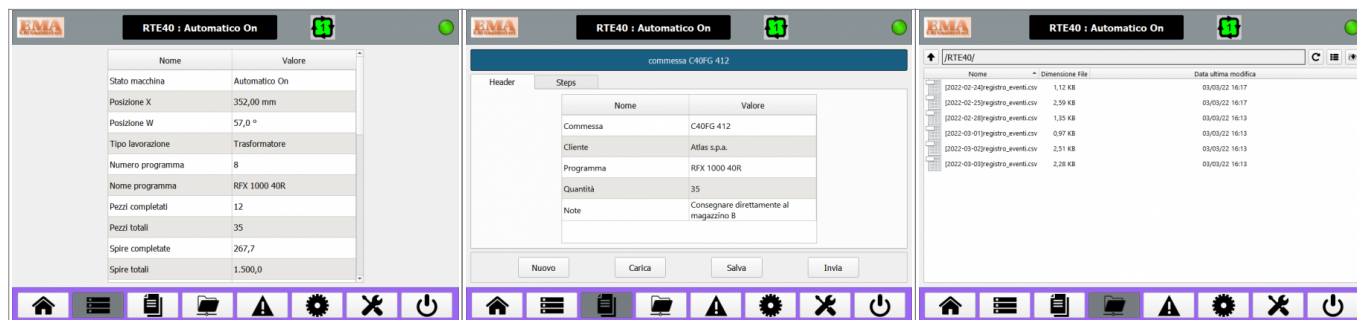 EMA
RTE40 : Automatico On
Nome Valore
Stato macchina Automatico On
Posizione X 352,00 mm
Posizione W 57,0 °
Tipo lavorazione Trasformatore
Numero programma 8
Nome programma RFX 1000 40R
Pezzi completati 12
Pezzi totali 35
Spire completate 267,7
Spire totali 1.500,0
EMA
RTE40 : Automatico On
commessa C40FG 412
Header Steps
Nome Valore
Commessa C40FG 412
Cliente Atlas s.p.a.
Programma RFX 1000 40R
Quantità 35
Note Consegnare direttamente al
magazzino B
Nuovo Carica Salva Invia
EMA
RTE40 : Automatico On
/RTE40/
Nome Dimensione File Data ultima modifica
[2022-02-24]registro_eventi.csv 1,12 KB 03/03/22 16:17
[2022-02-25]registro_eventi.csv 2,59 KB 03/03/22 16:17
[2022-02-28]registro_eventi.csv 1,35 KB 03/03/22 16:13
[2022-03-01]registro_eventi.csv 0,97 KB 03/03/22 16:13
[2022-03-02]registro_eventi.csv 2,51 KB 03/03/22 16:13
[2022-03-03]registro_eventi.csv 2,28 KB 03/03/22 16:13